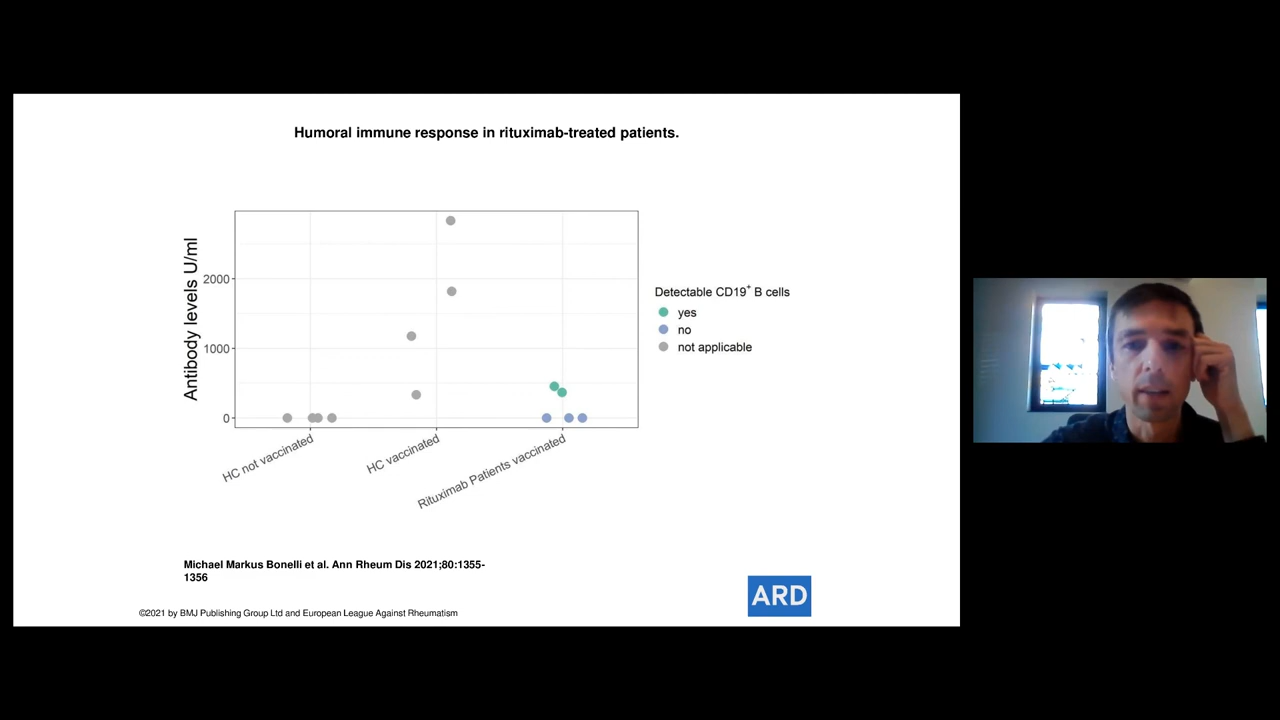 Humoral immune response in rituximab-treated patients.
Antibody levels U/ml
2000
1000
0
HC not vaccinated
HC vaccinated
Rituximab Patients vaccinated
Detectable CD19⁺ B cells
yes
no
not applicable
Michael Markus Bonelli et al. Ann Rheum Dis 2021;80:1355-
1356
©2021 by BMJ Publishing Group Ltd and European League Against Rheumatism
ARD